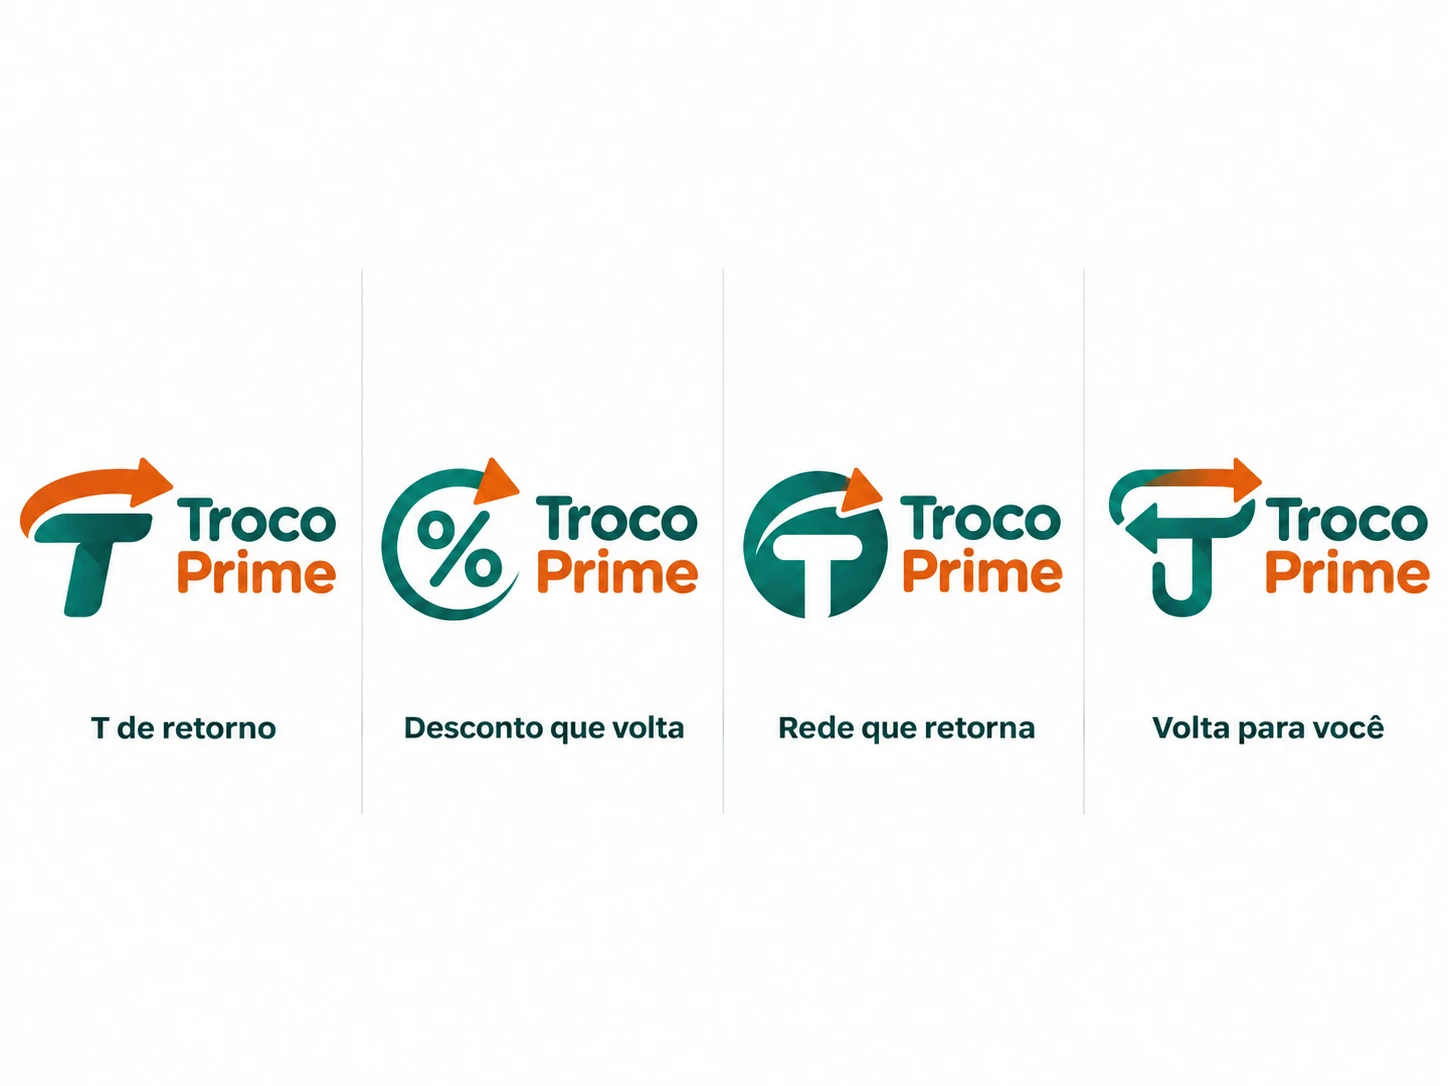 Troco
Prime
T de retorno
%
Troco
Prime
Desconto que volta
T
Troco
Prime
Rede que retorna
Troco
Prime
Volta para você